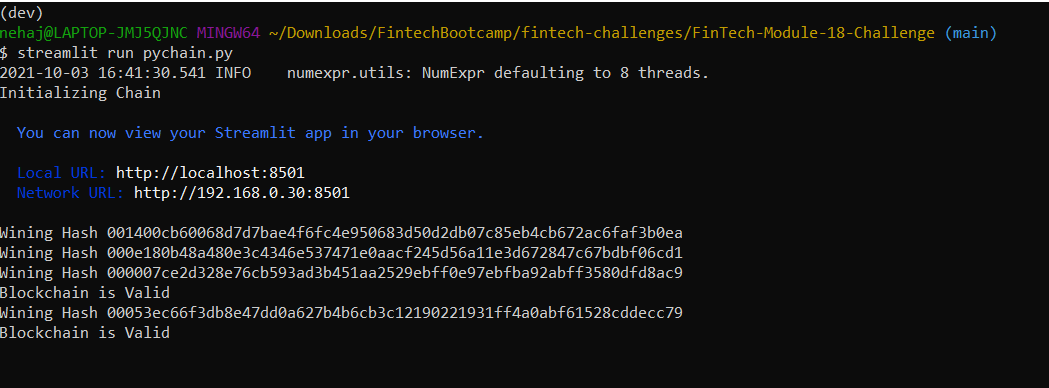 (dev)
nehaj@LAPTOP-JMJ5QJNC MINGW64 ~/Downloads/FintechBootcamp/fintech-challenges/FinTech-Module-18-Challenge (main)
$ streamlit run pychain.py
2021-10-03 16:41:30.541 INFO    numexpr.utils: NumExpr defaulting to 8 threads.
Initializing Chain
You can now view your Streamlit app in your browser.
Local URL: http://localhost:8501
Network URL: http://192.168.0.30:8501
Wining Hash 001400cb60068d7d7bae4f6fc4e950683d50d2db07c85eb4cb672ac6faf3b0ea
Wining Hash 000e180b48a480e3c4346e537471e0aacf245d56a11e3d672847c67bdbf06cd1
Wining Hash 000007ce2d328e76cb593ad3b451aa2529ebff0e97ebfba92abff3580dfd8ac9
Blockchain is Valid
Wining Hash 00053ec66f3db8e47dd0a627b4b6cb3c12190221931ff4a0abf61528cddecc79
Blockchain is Valid